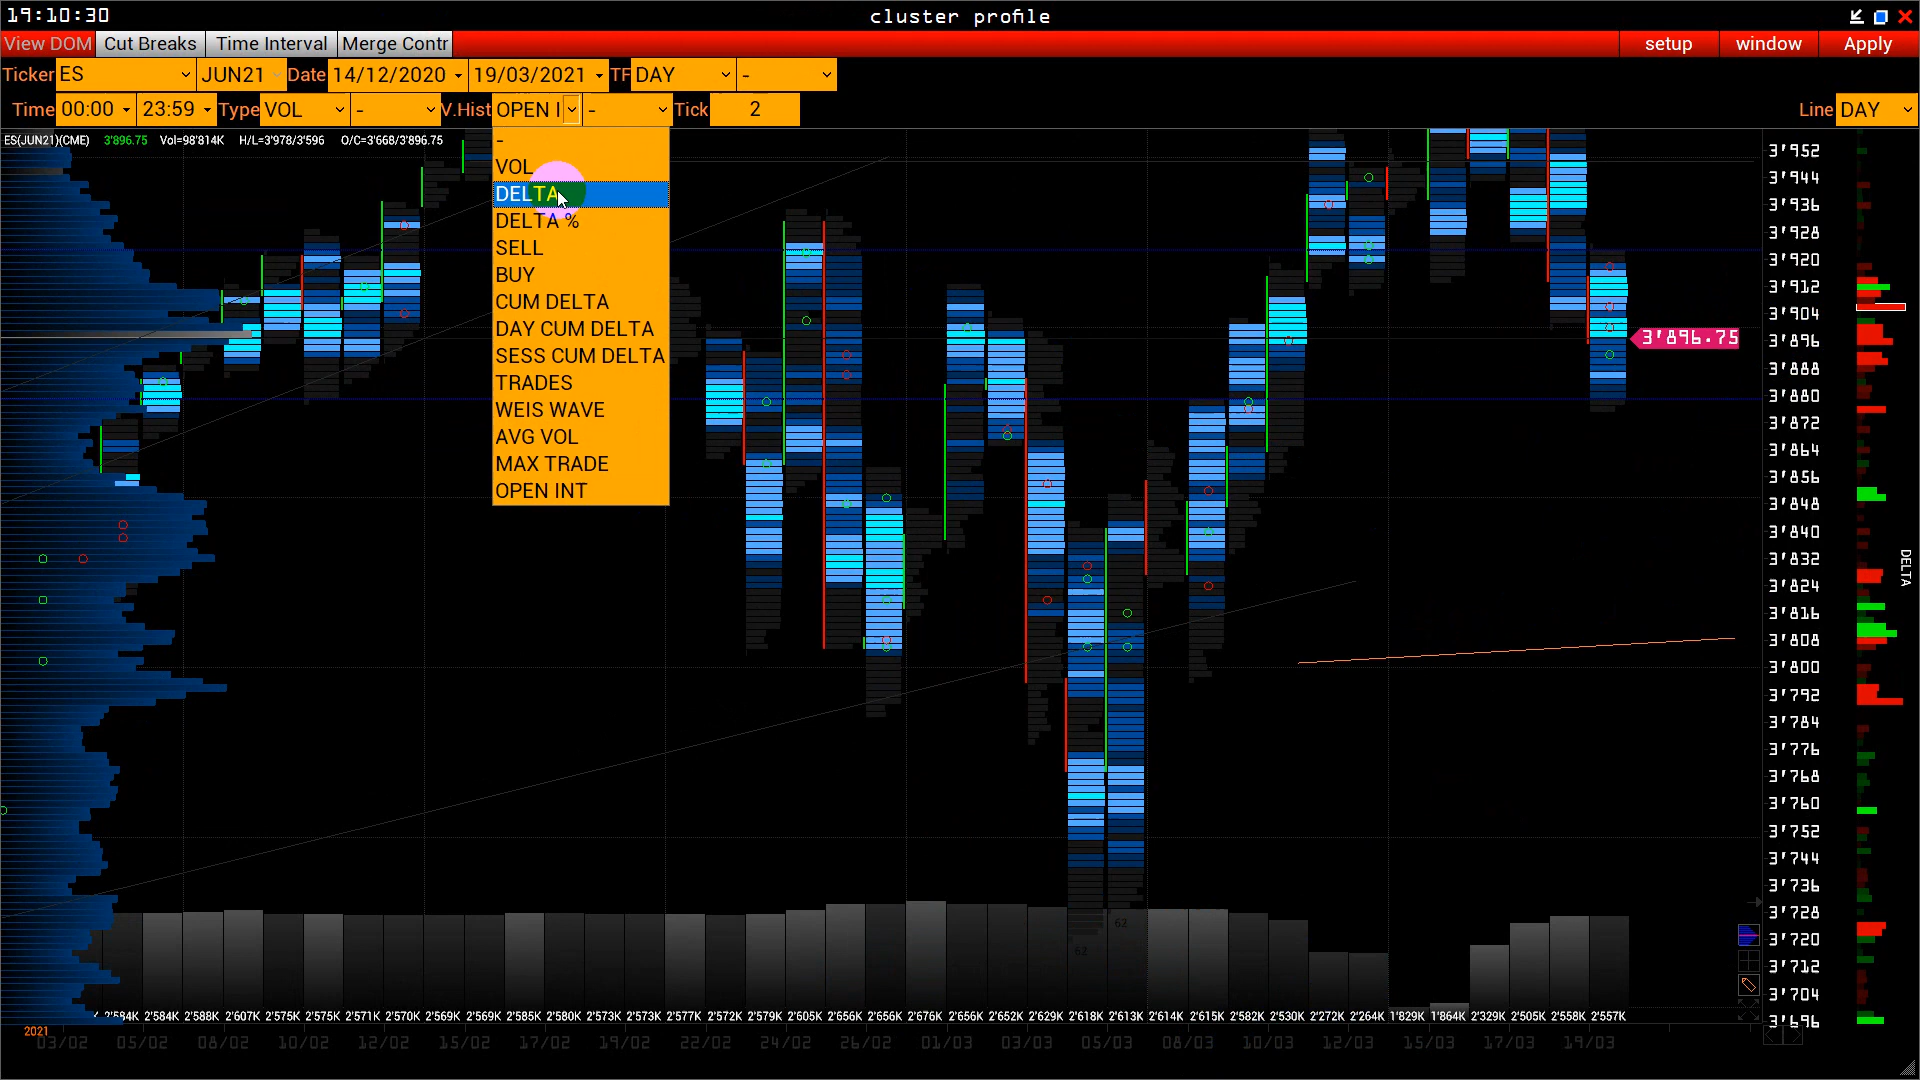 19:10:30
cluster profile
View DOM Cut Breaks Time Interval Merge Contr setup window Apply
Ticker ES JUN21 Date 14/12/2020 19/03/2021 TF DAY -
Time 00:00 23:59 Type VOL - V.Hist OPEN I - Tick 2 Line DAY
ES(JUN21)(CME) 3'896.75 Vol=98'814K H/L=3'978/3'596 O/C=3'668/3'896.75
-
VOL
DELTA
DELTA %
SELL
BUY
CUM DELTA
DAY CUM DELTA
SESS CUM DELTA
TRADES
WEIS WAVE
AVG VOL
MAX TRADE
OPEN INT
3'952
3'944
3'936
3'928
3'920
3'912
3'904
3'896.75
3'896
3'888
3'880
3'872
3'864
3'856
3'848
3'840
3'832
3'824
3'816
3'808
3'800
3'792
3'784
3'776
3'768
3'760
3'752
3'744
3'736
3'728
3'720
3'712
3'704
3'696
DELTA
62
62
2'584K 2'584K 2'588K 2'607K 2'575K 2'575K 2'571K 2'570K 2'569K 2'569K 2'585K 2'580K 2'573K 2'573K 2'577K 2'572K 2'579K 2'605K 2'656K 2'656K 2'676K 2'656K 2'652K 2'629K 2'618K 2'613K 2'614K 2'615K 2'582K 2'530K 2'272K 2'264K 1'829K 1'864K 2'329K 2'505K 2'558K 2'557K
2021
03/02 05/02 08/02 10/02 12/02 15/02 17/02 19/02 22/02 24/02 26/02 01/03 03/03 05/03 08/03 10/03 12/03 15/03 17/03 19/03